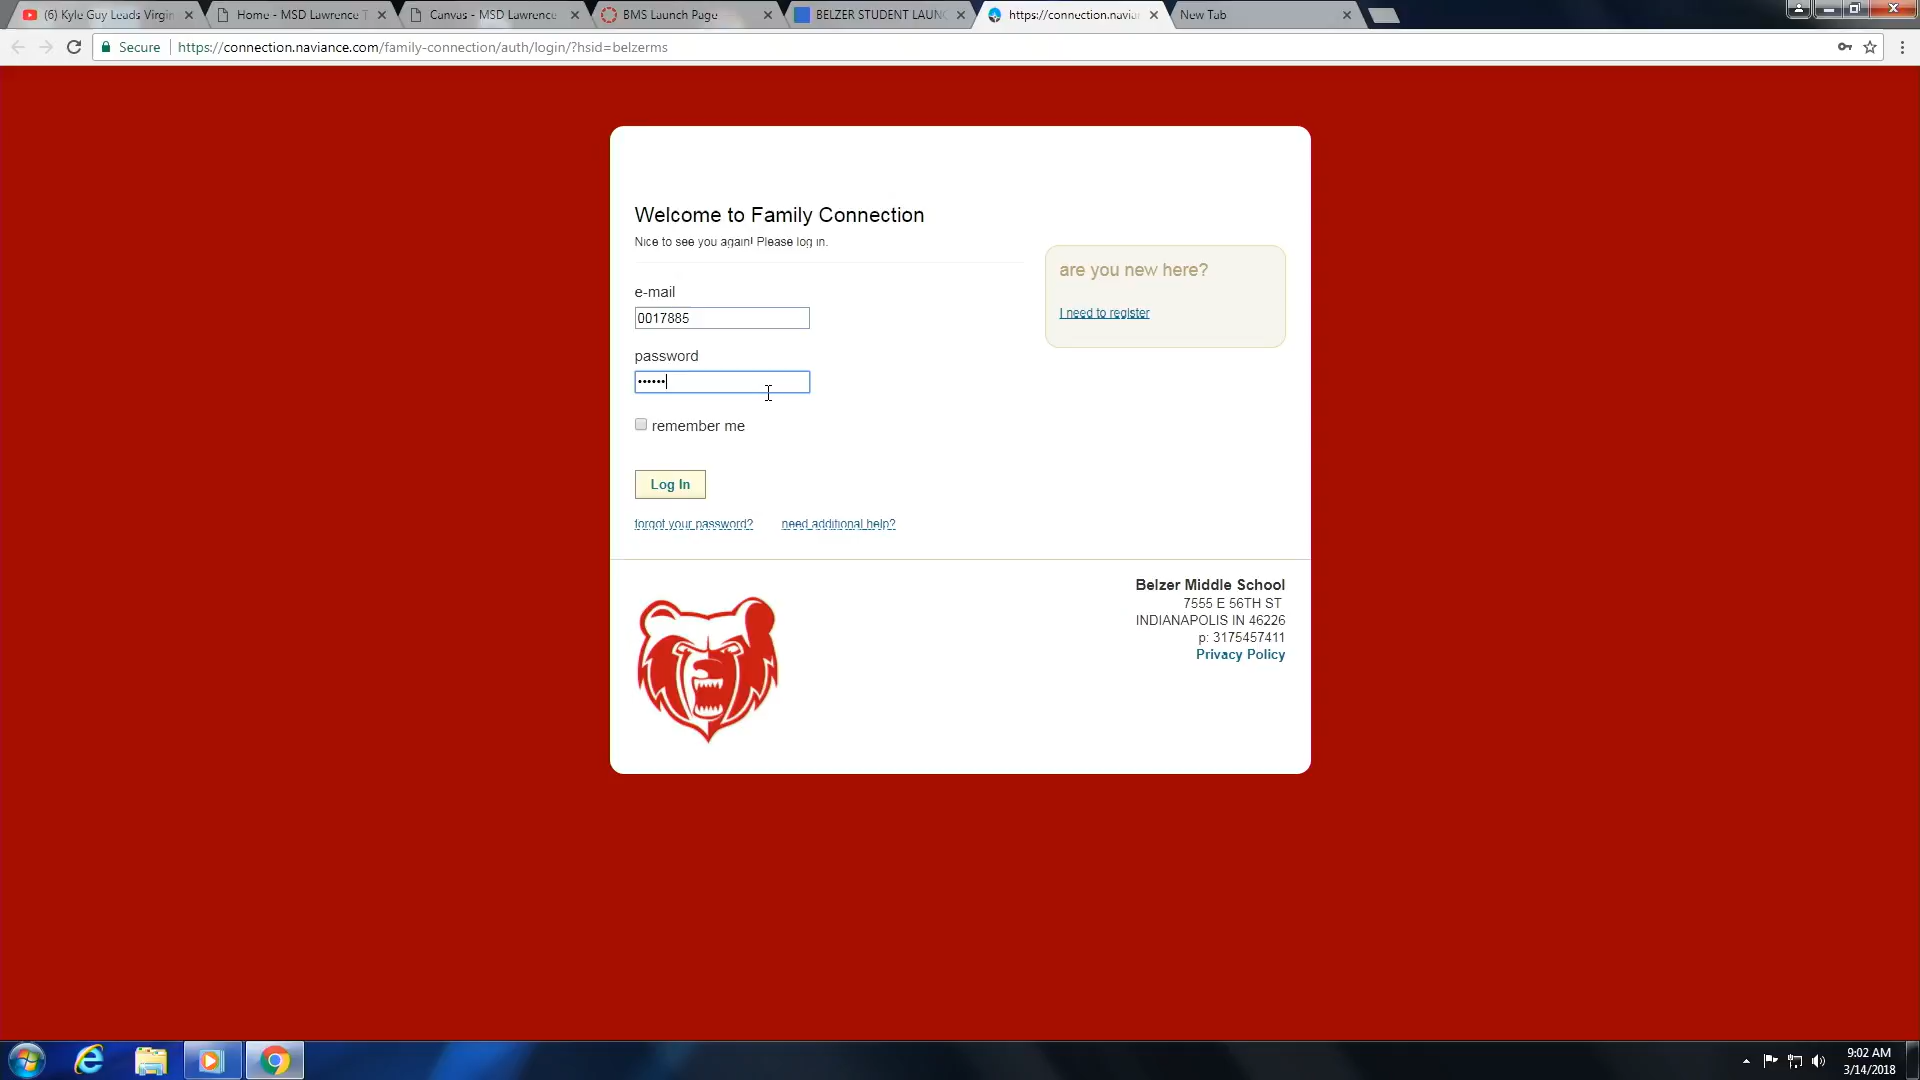 (6) Kyle Guy Leads Virgin
Home - MSD Lawrence T
Canvas - MSD Lawrence
BMS Launch Page
BELZER STUDENT LAUNC
https://connection.navian
New Tab
Secure
https://connection.naviance.com/family-connection/auth/login/?hsid=belzerms
Welcome to Family Connection
Nice to see you again! Please log in.
are you new here?
I need to register
e-mail
0017885
password
••••••
remember me
Log In
forgot your password?
need additional help?
Belzer Middle School
7555 E 56TH ST
INDIANAPOLIS IN 46226
p: 3175457411
Privacy Policy
9:02 AM
3/14/2018